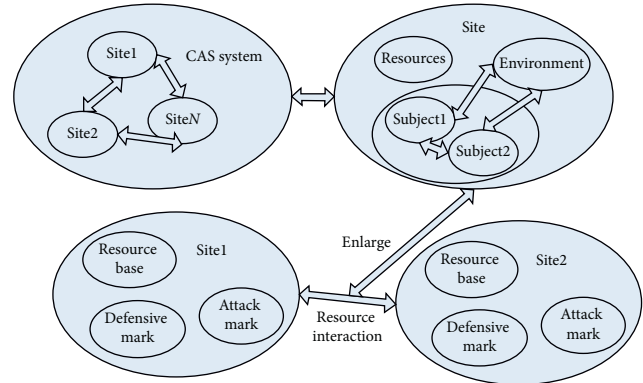 Site1
CAS system
Site2
SiteN
Site
Resources
Environment
Subject1
Subject2
Enlarge
Resource
interaction
Site1
Resource
base
Defensive
mark
Attack
mark
Site2
Resource
base
Defensive
mark
Attack
mark